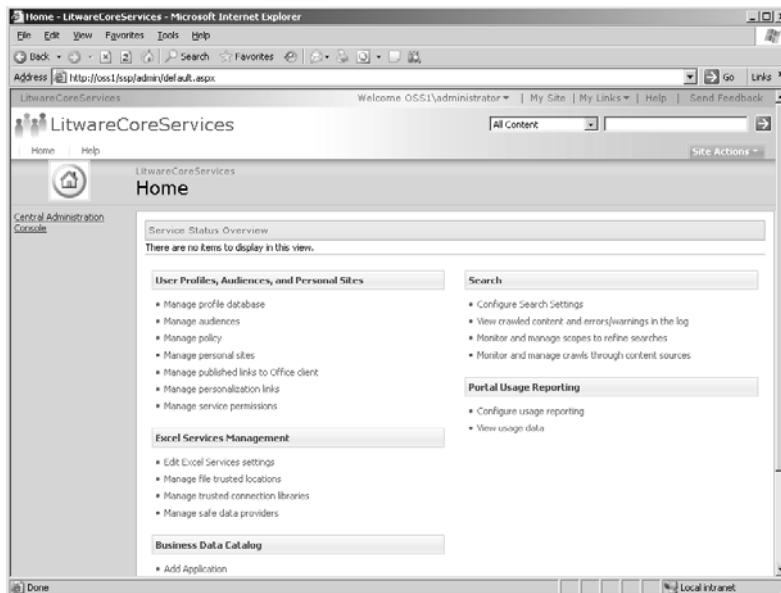 Home - LitwareCoreServices - Microsoft Internet Explorer
File Edit View Favorites Tools Help
Back Search Favorites
Address http://oss1/ssp/admin/default.aspx Go Links
LitwareCoreServices Welcome OSS1\administrator | My Site | My Links | Help | Send Feedback
LitwareCoreServices All Content
Home Help Site Actions
LitwareCoreServices
Home
Central Administration
Console
Service Status Overview
There are no items to display in this view.
User Profiles, Audiences, and Personal Sites
Manage profile database
Manage audiences
Manage policy
Manage personal sites
Manage published links to Office client
Manage personalization links
Manage service permissions
Excel Services Management
Edit Excel Services settings
Manage file trusted locations
Manage trusted connection libraries
Manage safe data providers
Business Data Catalog
Add Application
Search
Configure Search Settings
View crawled content and errors/warnings in the log
Monitor and manage scopes to refine searches
Monitor and manage crawls through content sources
Portal Usage Reporting
Configure usage reporting
View usage data
Done Local intranet